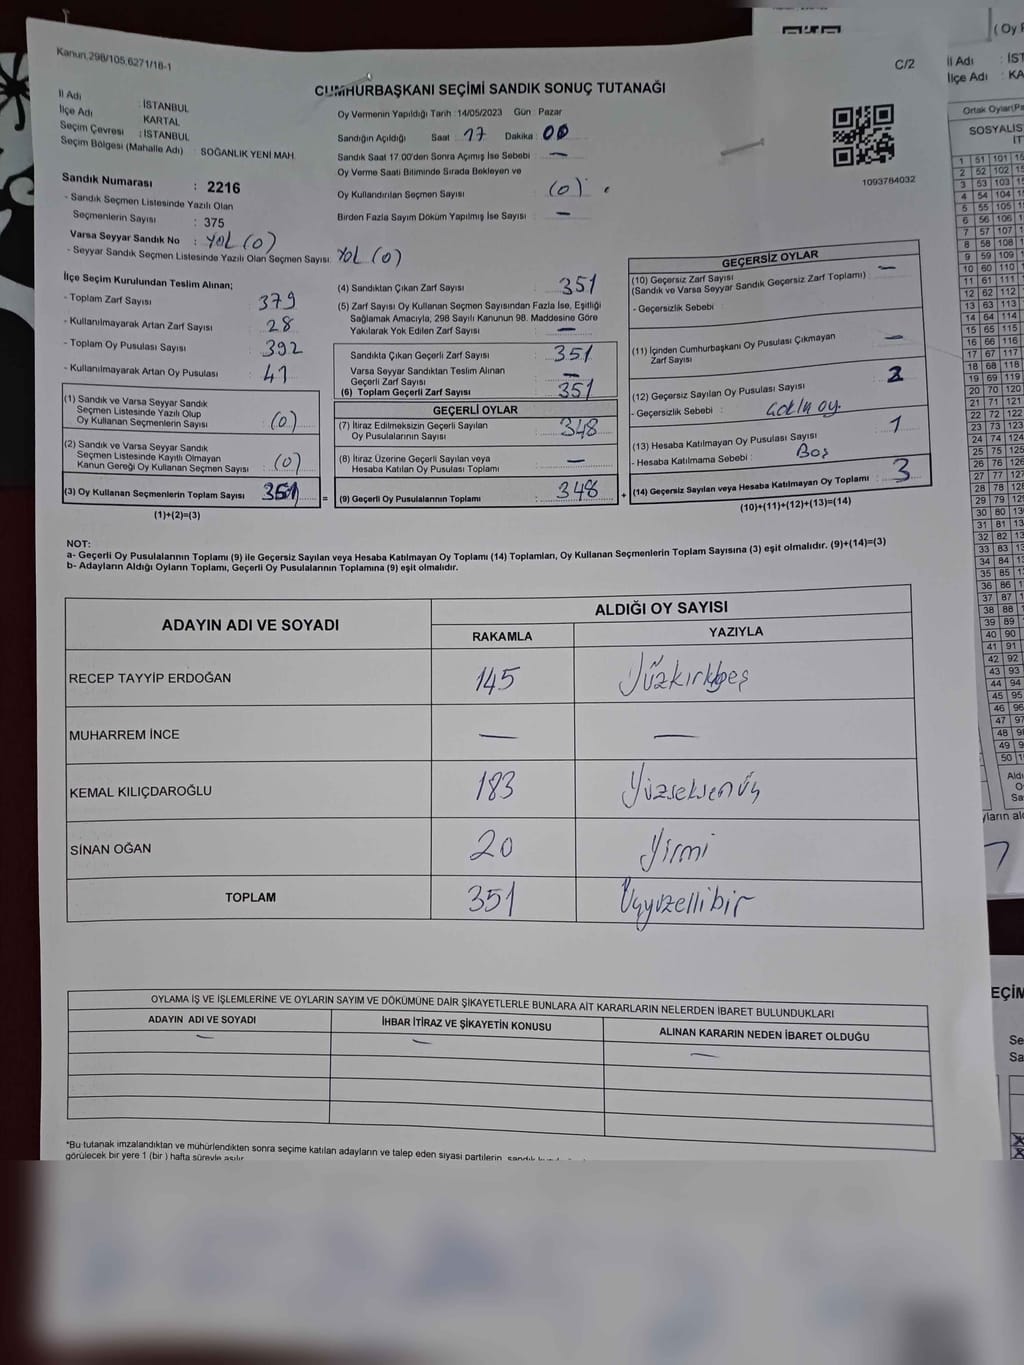 Kanun,298/105,6271/18-1
C/2
CUMHURBAŞKANI SEÇİMİ SANDIK SONUÇ TUTANAĞI
İl Adı : İSTANBUL
İlçe Adı KARTAL
Seçim Çevresi : İSTANBUL
Seçim Bölgesi (Mahalle Adı) : SOĞANLIK YENİ MAH.
Sandık Numarası : 2216
- Sandık Seçmen Listesinde Yazılı Olan
Seçmenlerin Sayısı : 375
Varsa Seyyar Sandık No : YOL (0)
- Seyyar Sandık Seçmen Listesinde Yazılı Olan Seçmen Sayısı: YOL (0)
Oy Vermenin Yapıldığı Tarih :14/05/2023 Gün Pazar
Sandığın Açıldığı Saat 17 Dakika : 00
Sandık Saat 17.00'den Sonra Açımış İse Sebebi : —
Oy Verme Saati Bitiminde Sırada Bekleyen ve
Oy Kullandırılan Seçmen Sayısı : (0)
Birden Fazla Sayım Döküm Yapılmış İse Sayısı : —
1093784032
İlçe Seçim Kurulundan Teslim Alınan;
- Toplam Zarf Sayısı : 379
- Kullanılmayarak Artan Zarf Sayısı : 28
- Toplam Oy Pusulası Sayısı : 392
- Kullanılmayarak Artan Oy Pusulası : 41
(1) Sandık ve Varsa Seyyar Sandık
Seçmen Listesinde Yazılı Olup
Oy Kullanan Seçmenlerin Sayısı : (0)
(2) Sandık ve Varsa Seyyar Sandık
Seçmen Listesinde Kayıtlı Olmayan
Kanun Gereği Oy Kullanan Seçmen Sayısı : (0)
(3) Oy Kullanan Seçmenlerin Toplam Sayısı : 351
(1)+(2)=(3)
(4) Sandıktan Çıkan Zarf Sayısı : 351
(5) Zarf Sayısı Oy Kullanan Seçmen Sayısından Fazla İse, Eşitliği
Sağlamak Amacıyla, 298 Sayılı Kanunun 98. Maddesine Göre
Yakılarak Yok Edilen Zarf Sayısı : —
Sandıkta Çıkan Geçerli Zarf Sayısı : 351
Varsa Seyyar Sandıktan Teslim Alınan
Geçerli Zarf Sayısı : —
(6) Toplam Geçerli Zarf Sayısı : 351
GEÇERLİ OYLAR
(7) İtiraz Edilmeksizin Geçerli Sayılan
Oy Pusulalarının Sayısı : 348
(8) İtiraz Üzerine Geçerli Sayılan veya
Hesaba Katılan Oy Pusulası Toplamı : —
= (9) Geçerli Oy Pusulalarının Toplamı : 348 +
GEÇERSİZ OYLAR
(10) Geçersiz Zarf Sayısı : —
(Sandık ve Varsa Seyyar Sandık Geçersiz Zarf Toplamı)
- Geçersizlik Sebebi :
(11) İçinden Cumhurbaşkanı Oy Pusulası Çıkmayan
Zarf Sayısı : —
(12) Geçersiz Sayılan Oy Pusulası Sayısı : 2
- Geçersizlik Sebebi :
(13) Hesaba Katılmayan Oy Pusulası Sayısı : 1
- Hesaba Katılmama Sebebi : Boş
(14) Geçersiz Sayılan veya Hesaba Katılmayan Oy Toplamı : 3
(10)+(11)+(12)+(13)=(14)
NOT:
a- Geçerli Oy Pusulalarının Toplamı (9) ile Geçersiz Sayılan veya Hesaba Katılmayan Oy Toplamı (14) Toplamları, Oy Kullanan Seçmenlerin Toplam Sayısına (3) eşit olmalıdır. (9)+(14)=(3)
b- Adayların Aldığı Oyların Toplamı, Geçerli Oy Pusulalarının Toplamına (9) eşit olmalıdır.
ADAYIN ADI VE SOYADI
ALDIĞI OY SAYISI
RAKAMLA YAZIYLA
RECEP TAYYİP ERDOĞAN 145 Yüzkırkbeş
MUHARREM İNCE — —
KEMAL KILIÇDAROĞLU 183 Yüzseksenüç
SİNAN OĞAN 20 Yirmi
TOPLAM 351 Üçyüzellibir
OYLAMA İŞ VE İŞLEMLERİNE VE OYLARIN SAYIM VE DÖKÜMÜNE DAİR ŞİKAYETLERLE BUNLARA AİT KARARLARIN NELERDEN İBARET BULUNDUKLARI
ADAYIN ADI VE SOYADI İHBAR İTİRAZ VE ŞİKAYETİN KONUSU ALINAN KARARIN NEDEN İBARET OLDUĞU
— — —
*Bu tutanak imzalandıktan ve mühürlendikten sonra seçime katılan adayların ve talep eden siyasi partilerin,
görülecek bir yere 1 (bir ) hafta süreyle asılır.